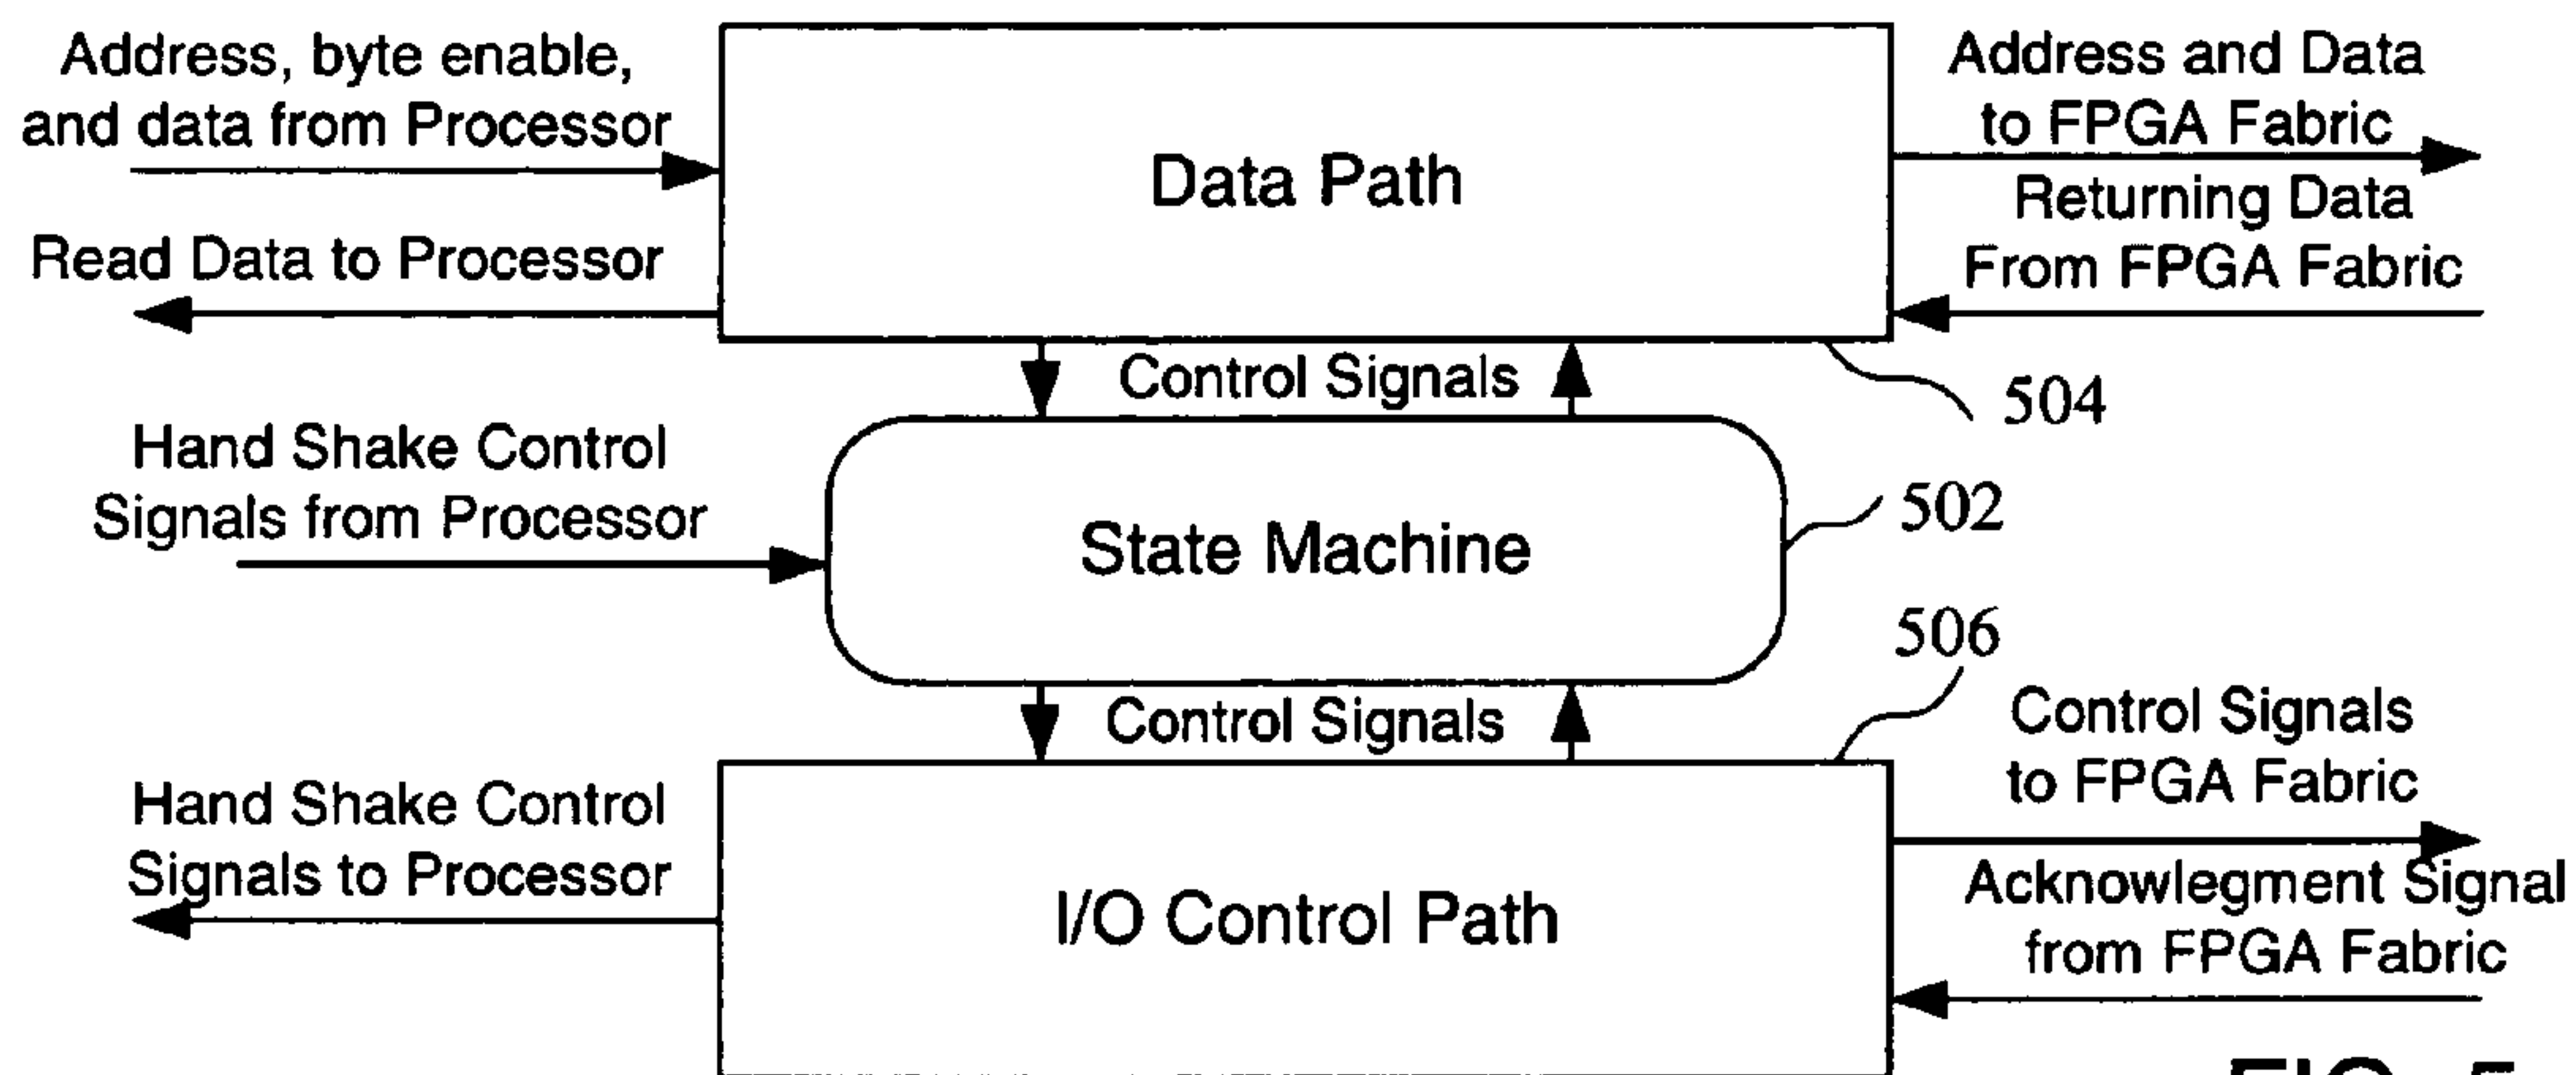 Address, byte enable,
and data from Processor
Data Path
Address and Data
to FPGA Fabric
Returning Data
From FPGA Fabric
Read Data to Processor
Control Signals
504
Hand Shake Control
Signals from Processor
State Machine
502
506
Control Signals
Control Signals
to FPGA Fabric
Hand Shake Control
Signals to Processor
I/O Control Path
Acknowlegment Signal
from FPGA Fabric
FIG. 5